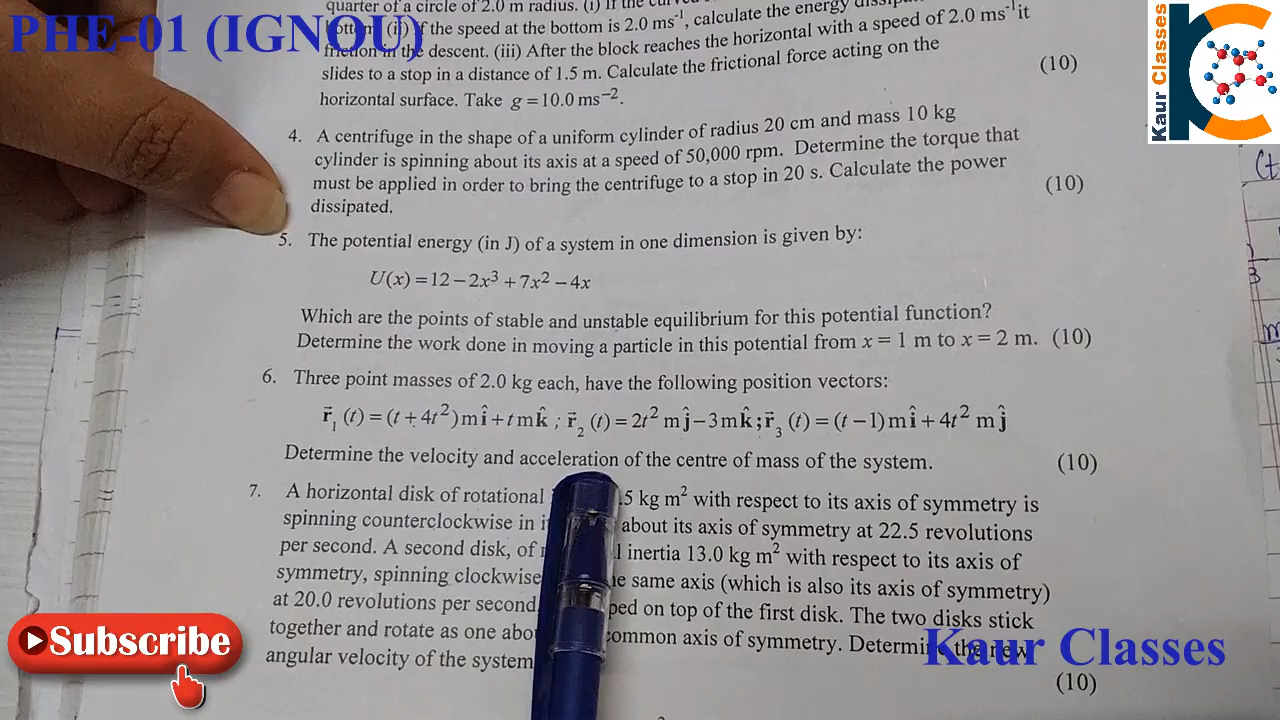 quarter of a circle of 2.0 m radius. (i) If the
PHE-01 (IGNOU)
(ii) If the speed at the bottom is 2.0 ms⁻¹, calculate the energy
friction in the descent. (iii) After the block reaches the horizontal with a speed of 2.0 ms⁻¹ it
slides to a stop in a distance of 1.5 m. Calculate the frictional force acting on the
horizontal surface. Take g = 10.0 ms⁻². (10)
Kaur Classes
4. A centrifuge in the shape of a uniform cylinder of radius 20 cm and mass 10 kg
cylinder is spinning about its axis at a speed of 50,000 rpm. Determine the torque that
must be applied in order to bring the centrifuge to a stop in 20 s. Calculate the power
dissipated. (10)
5. The potential energy (in J) of a system in one dimension is given by:
U(x) = 12 − 2x³ + 7x² − 4x
Which are the points of stable and unstable equilibrium for this potential function?
Determine the work done in moving a particle in this potential from x = 1 m to x = 2 m. (10)
6. Three point masses of 2.0 kg each, have the following position vectors:
r⃗₁ (t) = (t + 4t²) m î + t m k̂ ; r⃗₂ (t) = 2t² m ĵ − 3 m k̂ ; r⃗₃ (t) = (t − 1) m î + 4t² m ĵ
Determine the velocity and acceleration of the centre of mass of the system. (10)
7. A horizontal disk of rotational .5 kg m² with respect to its axis of symmetry is
spinning counterclockwise in about its axis of symmetry at 22.5 revolutions
per second. A second disk, of inertia 13.0 kg m² with respect to its axis of
symmetry, spinning clockwise same axis (which is also its axis of symmetry)
at 20.0 revolutions per second, on top of the first disk. The two disks stick
together and rotate as one common axis of symmetry. Determine the new
angular velocity of the system
(10)
Subscribe
Kaur Classes